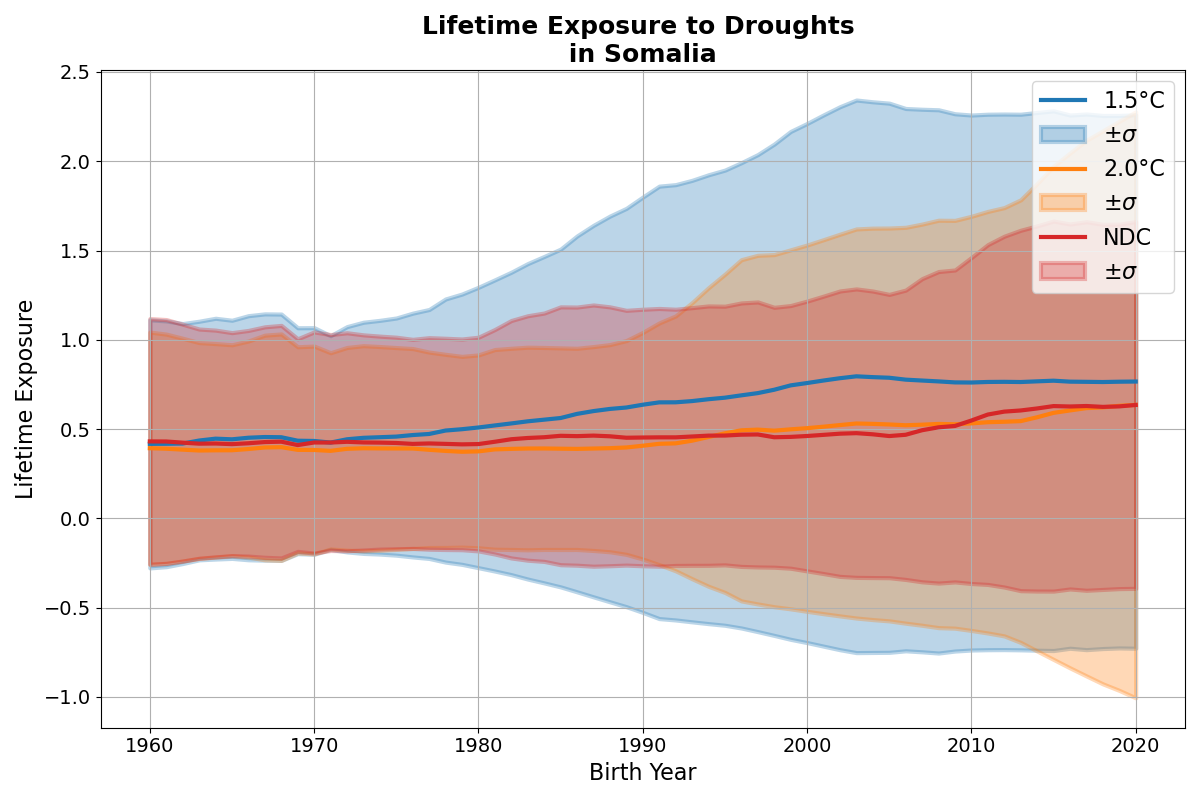 Lifetime Exposure to Droughts
in Somalia
2.5
2.0
1.5
1.0
0.5
0.0
−0.5
−1.0
Lifetime Exposure
1.5°C
±σ
2.0°C
±σ
NDC
±σ
1960
1970
1980
1990
2000
2010
2020
Birth Year